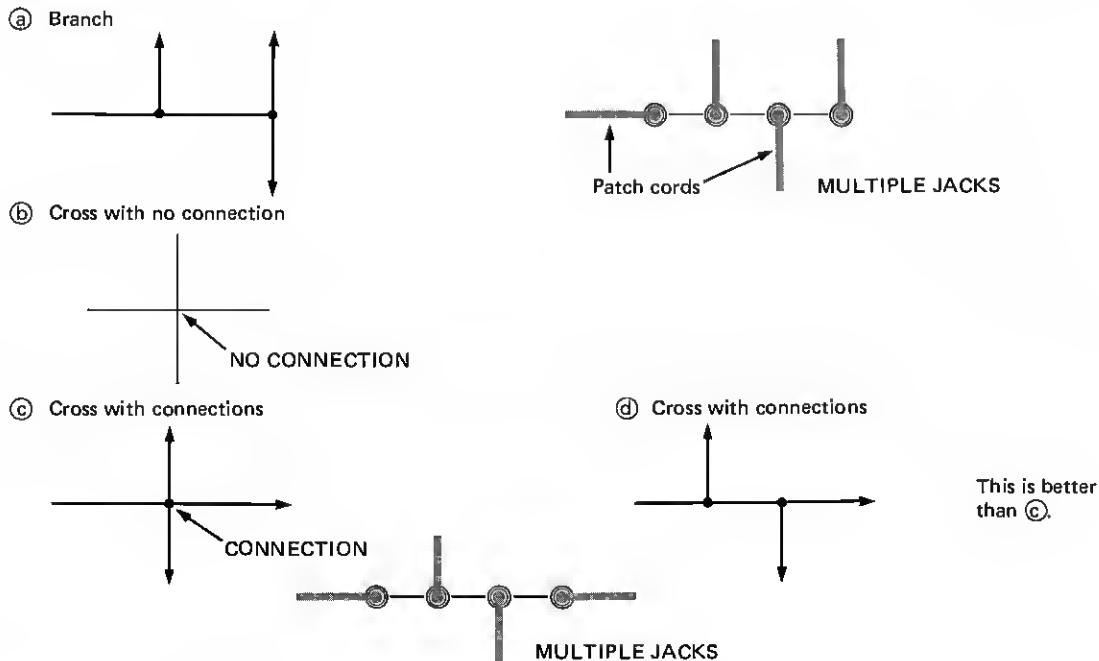 ⓐ Branch
Patch cords
MULTIPLE JACKS
ⓑ Cross with no connection
NO CONNECTION
ⓒ Cross with connections
CONNECTION
MULTIPLE JACKS
ⓓ Cross with connections
This is better
than ⓒ.